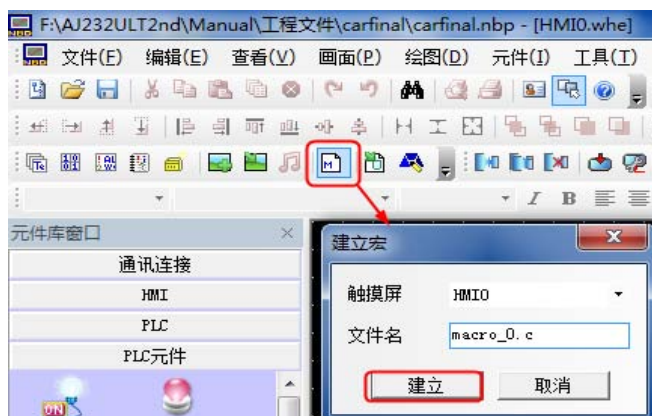 F:\AJ232ULT2nd\Manual\工程文件\carfinal\carfinal.nbp - [HMI0.whe]
文件(F) 编辑(E) 查看(V) 画面(P) 绘图(D) 元件(I) 工具(T)
I B
元件库窗口
通讯连接
HMI
PLC
PLC元件
ON
建立宏
触摸屏 HMI0
文件名 macro_0.c
建立 取消